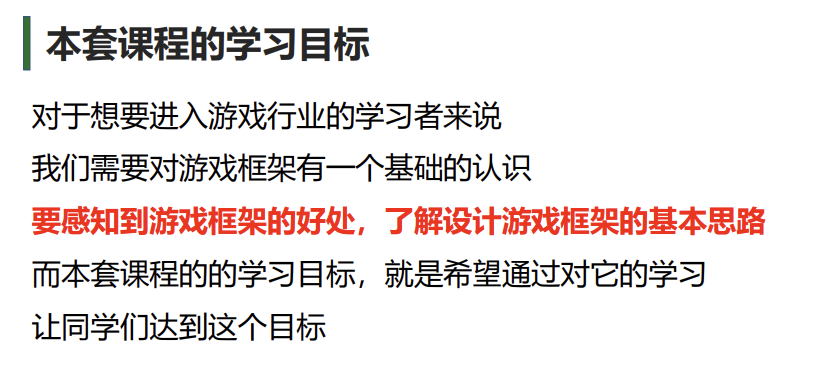 本套课程的学习目标
对于想要进入游戏行业的学习者来说
我们需要对游戏框架有一个基础的认识
要感知到游戏框架的好处，了解设计游戏框架的基本思路
而本套课程的的学习目标，就是希望通过对它的学习
让同学们达到这个目标